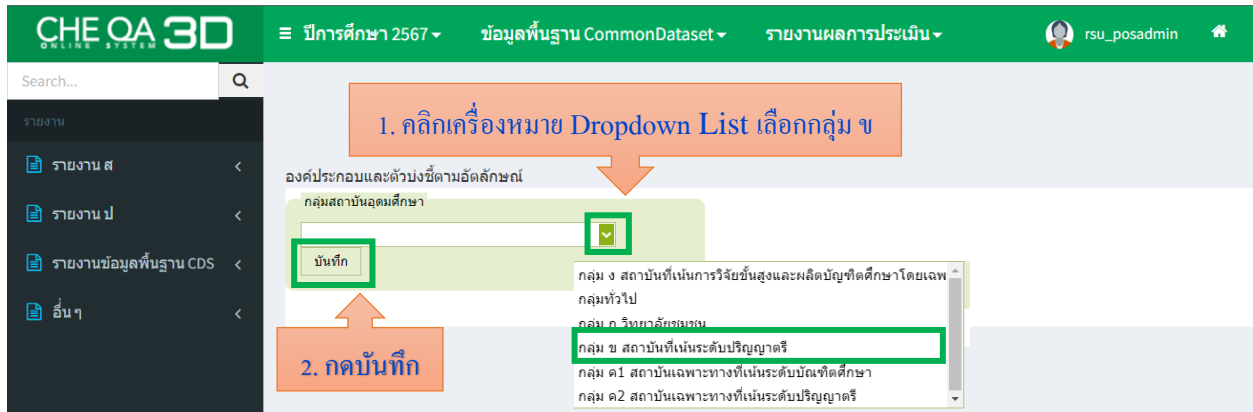 CHE QA 3D
ONLINE SYSTEM
≡ ปีการศึกษา 2567 ข้อมูลพื้นฐาน CommonDataset รายงานผลการประเมิน rsu_posadmin
Search...
รายงาน
1. คลิกเครื่องหมาย Dropdown List เลือกกลุ่ม ข
รายงาน ส
องค์ประกอบและตัวบ่งชี้ตามอัตลักษณ์
กลุ่มสถาบันอุดมศึกษา
รายงาน ป
บันทึก
รายงานข้อมูลพื้นฐาน CDS
กลุ่ม ง สถาบันที่เน้นการวิจัยขั้นสูงและผลิตบัญฑิตศึกษาโดยเฉพ
กลุ่มทั่วไป
อื่น ๆ
กลุ่ม ก วิทยาลัยชุมชน
กลุ่ม ข สถาบันที่เน้นระดับปริญญาตรี
2. กดบันทึก
กลุ่ม ค1 สถาบันเฉพาะทางที่เน้นระดับบัณฑิตศึกษา
กลุ่ม ค2 สถาบันเฉพาะทางที่เน้นระดับปริญญาตรี